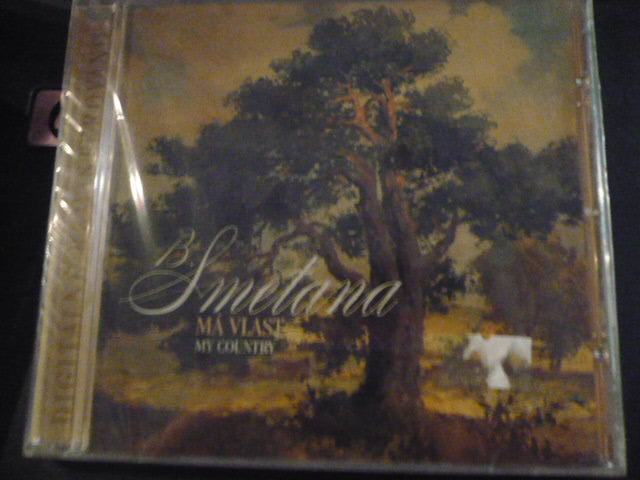 B. Smetana
MÁ VLAST
MY COUNTRY